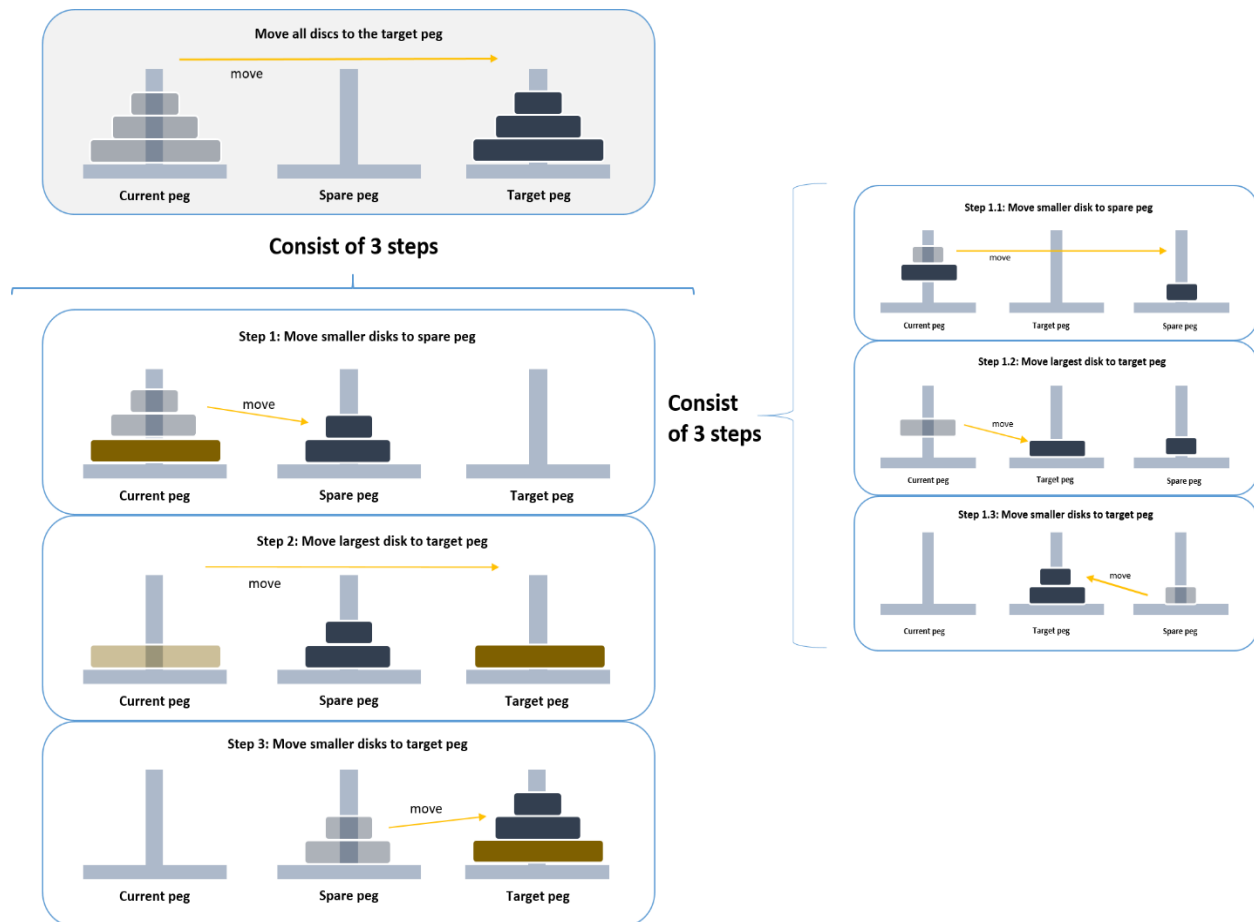 Move all discs to the target peg
move
Current peg
Spare peg
Target peg
Consist of 3 steps
Step 1: Move smaller disks to spare peg
move
Current peg
Spare peg
Target peg
Step 2: Move largest disk to target peg
move
Current peg
Spare peg
Target peg
Step 3: Move smaller disks to target peg
move
Current peg
Spare peg
Target peg
Consist
of 3 steps
Step 1.1: Move smaller disk to spare peg
move
Current peg
Target peg
Spare peg
Step 1.2: Move largest disk to target peg
move
Current peg
Target peg
Spare peg
Step 1.3: Move smaller disks to target peg
move
Current peg
Target peg
Spare peg